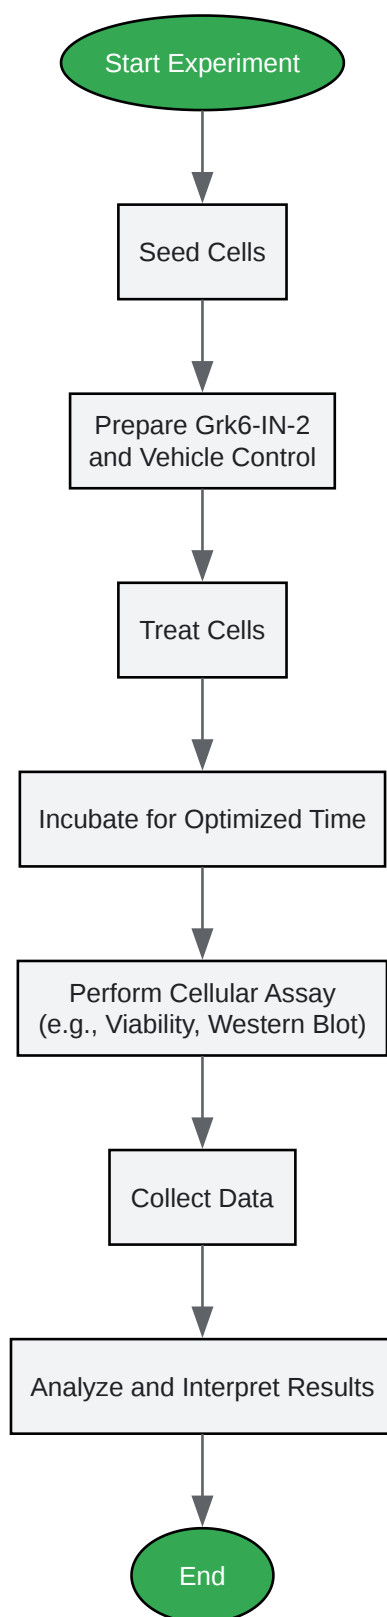 Start Experiment
Seed Cells
Prepare Grk6-IN-2
and Vehicle Control
Treat Cells
Incubate for Optimized Time
Perform Cellular Assay
(e.g., Viability, Western Blot)
Collect Data
Analyze and Interpret Results
End